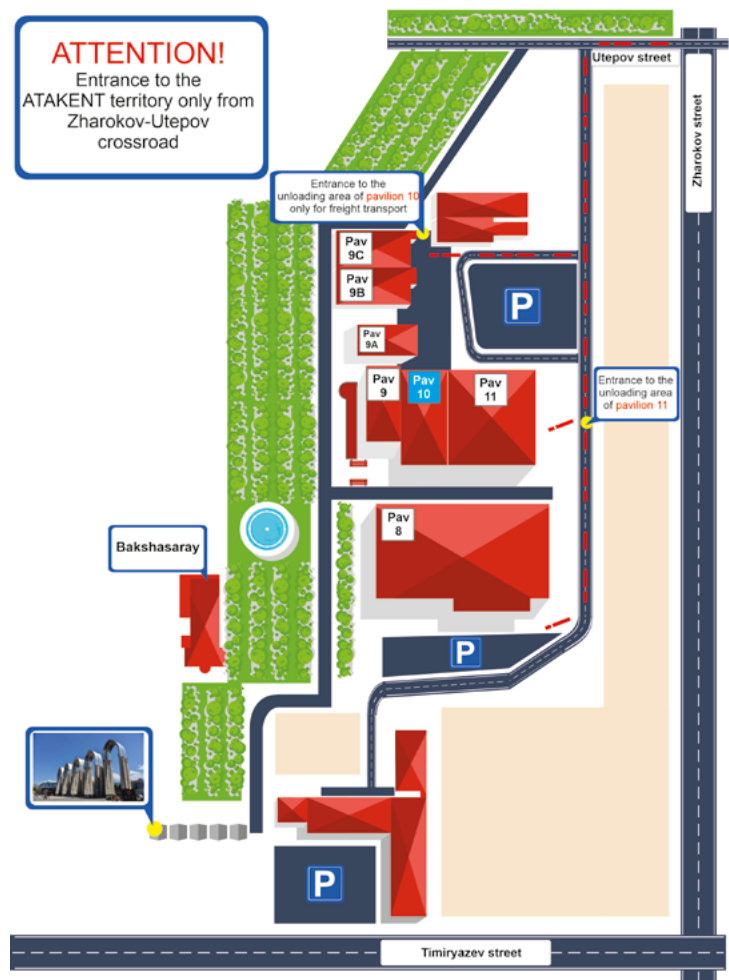 ATTENTION!
Entrance to the
ATAKENT territory only from
Zharokov-Utepov
crossroad
Utepov street
Zharokov street
Entrance to the
unloading area of pavilion 10
only for freight transport
Pav
9C
Pav
9B
P
Pav
9A
Pav
9
Pav
10
Pav
11
Entrance to the
unloading area
of pavilion 11
Pav
8
Bakshasaray
P
P
Timiryazev street